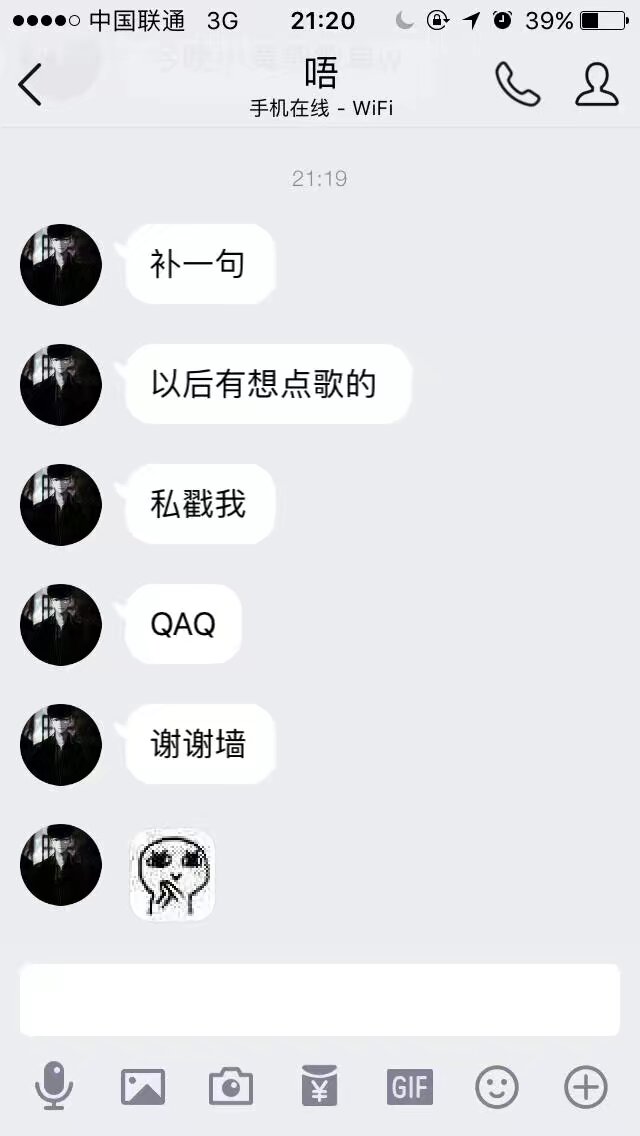 中国联通 3G 21:20 39%
唔
手机在线 - WiFi
21:19
补一句
以后有想点歌的
私戳我
QAQ
谢谢墙
¥
GIF